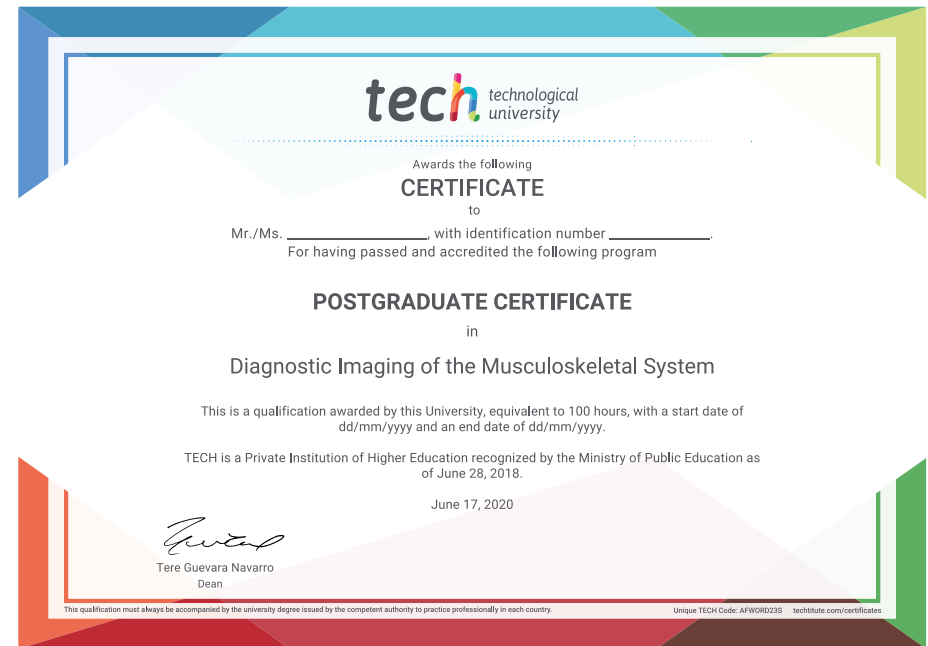 tech technological
university
Awards the following
CERTIFICATE
to
Mr./Ms. ____________________, with identification number ______________.
For having passed and accredited the following program
POSTGRADUATE CERTIFICATE
in
Diagnostic Imaging of the Musculoskeletal System
This is a qualification awarded by this University, equivalent to 100 hours, with a start date of
dd/mm/yyyy and an end date of dd/mm/yyyy.
TECH is a Private Institution of Higher Education recognized by the Ministry of Public Education as
of June 28, 2018.
June 17, 2020
Tere Guevara Navarro
Dean
This qualification must always be accompanied by the university degree issued by the competent authority to practice professionally in each country.
Unique TECH Code: AFWORD23S techtitute.com/certificates